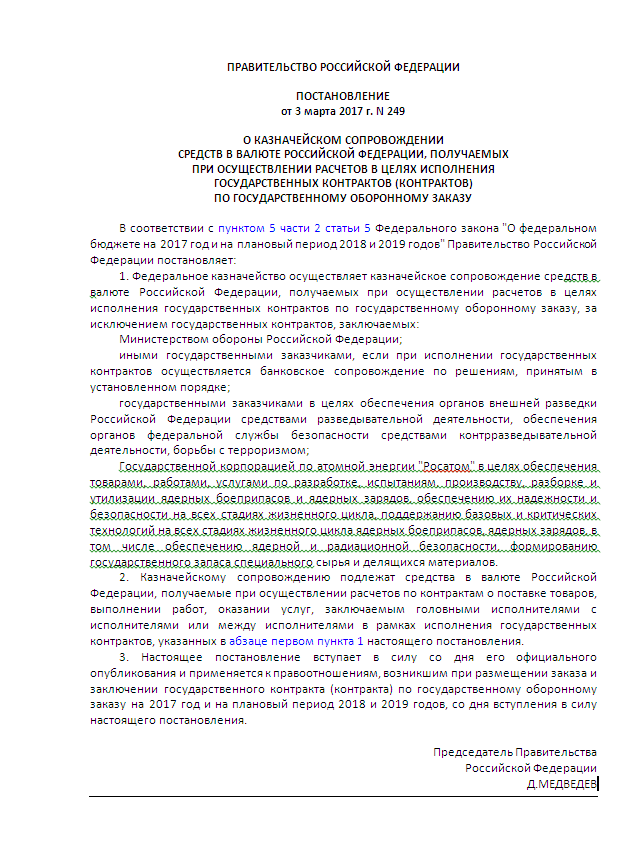 ПРАВИТЕЛЬСТВО РОССИЙСКОЙ ФЕДЕРАЦИИ
ПОСТАНОВЛЕНИЕ
от 3 марта 2017 г. N 249
О КАЗНАЧЕЙСКОМ СОПРОВОЖДЕНИИ
СРЕДСТВ В ВАЛЮТЕ РОССИЙСКОЙ ФЕДЕРАЦИИ, ПОЛУЧАЕМЫХ
ПРИ ОСУЩЕСТВЛЕНИИ РАСЧЕТОВ В ЦЕЛЯХ ИСПОЛНЕНИЯ
ГОСУДАРСТВЕННЫХ КОНТРАКТОВ (КОНТРАКТОВ)
ПО ГОСУДАРСТВЕННОМУ ОБОРОННОМУ ЗАКАЗУ
В соответствии с пунктом 5 части 2 статьи 5 Федерального закона "О федеральном
бюджете на 2017 год и на плановый период 2018 и 2019 годов" Правительство Российской
Федерации постановляет:
1. Федеральное казначейство осуществляет казначейское сопровождение средств в
валюте Российской Федерации, получаемых при осуществлении расчетов в целях
исполнения государственных контрактов по государственному оборонному заказу, за
исключением государственных контрактов, заключаемых:
Министерством обороны Российской Федерации;
иными государственными заказчиками, если при исполнении государственных
контрактов осуществляется банковское сопровождение по решениям, принятым в
установленном порядке;
государственными заказчиками в целях обеспечения органов внешней разведки
Российской Федерации средствами разведывательной деятельности, обеспечения
органов федеральной службы безопасности средствами контрразведывательной
деятельности, борьбы с терроризмом;
Государственной корпорацией по атомной энергии "Росатом" в целях обеспечения
товарами, работами, услугами по разработке, испытаниям, производству, разборке и
утилизации ядерных боеприпасов и ядерных зарядов, обеспечению их надежности и
безопасности на всех стадиях жизненного цикла, поддержанию базовых и критических
технологий на всех стадиях жизненного цикла ядерных боеприпасов, ядерных зарядов, в
том числе обеспечению ядерной и радиационной безопасности, формированию
государственного запаса специального сырья и делящихся материалов.
2. Казначейскому сопровождению подлежат средства в валюте Российской
Федерации, получаемые при осуществлении расчетов по контрактам о поставке товаров,
выполнении работ, оказании услуг, заключаемым головными исполнителями с
исполнителями или между исполнителями в рамках исполнения государственных
контрактов, указанных в абзаце первом пункта 1 настоящего постановления.
3. Настоящее постановление вступает в силу со дня его официального
опубликования и применяется к правоотношениям, возникшим при размещении заказа и
заключении государственного контракта (контракта) по государственному оборонному
заказу на 2017 год и на плановый период 2018 и 2019 годов, со дня вступления в силу
настоящего постановления.
Председатель Правительства
Российской Федерации
Д.МЕДВЕДЕВ